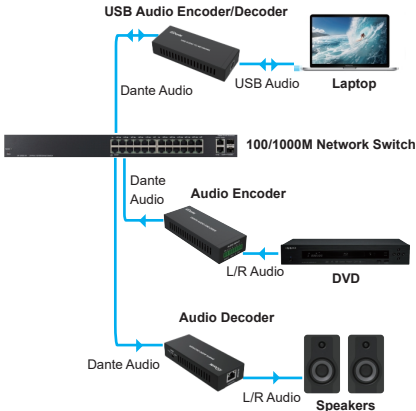 USB Audio Encoder/Decoder
Dante Audio
USB Audio
Laptop
100/1000M Network Switch
Dante
Audio
Audio Encoder
L/R Audio
DVD
Audio Decoder
Dante Audio
L/R Audio
Speakers